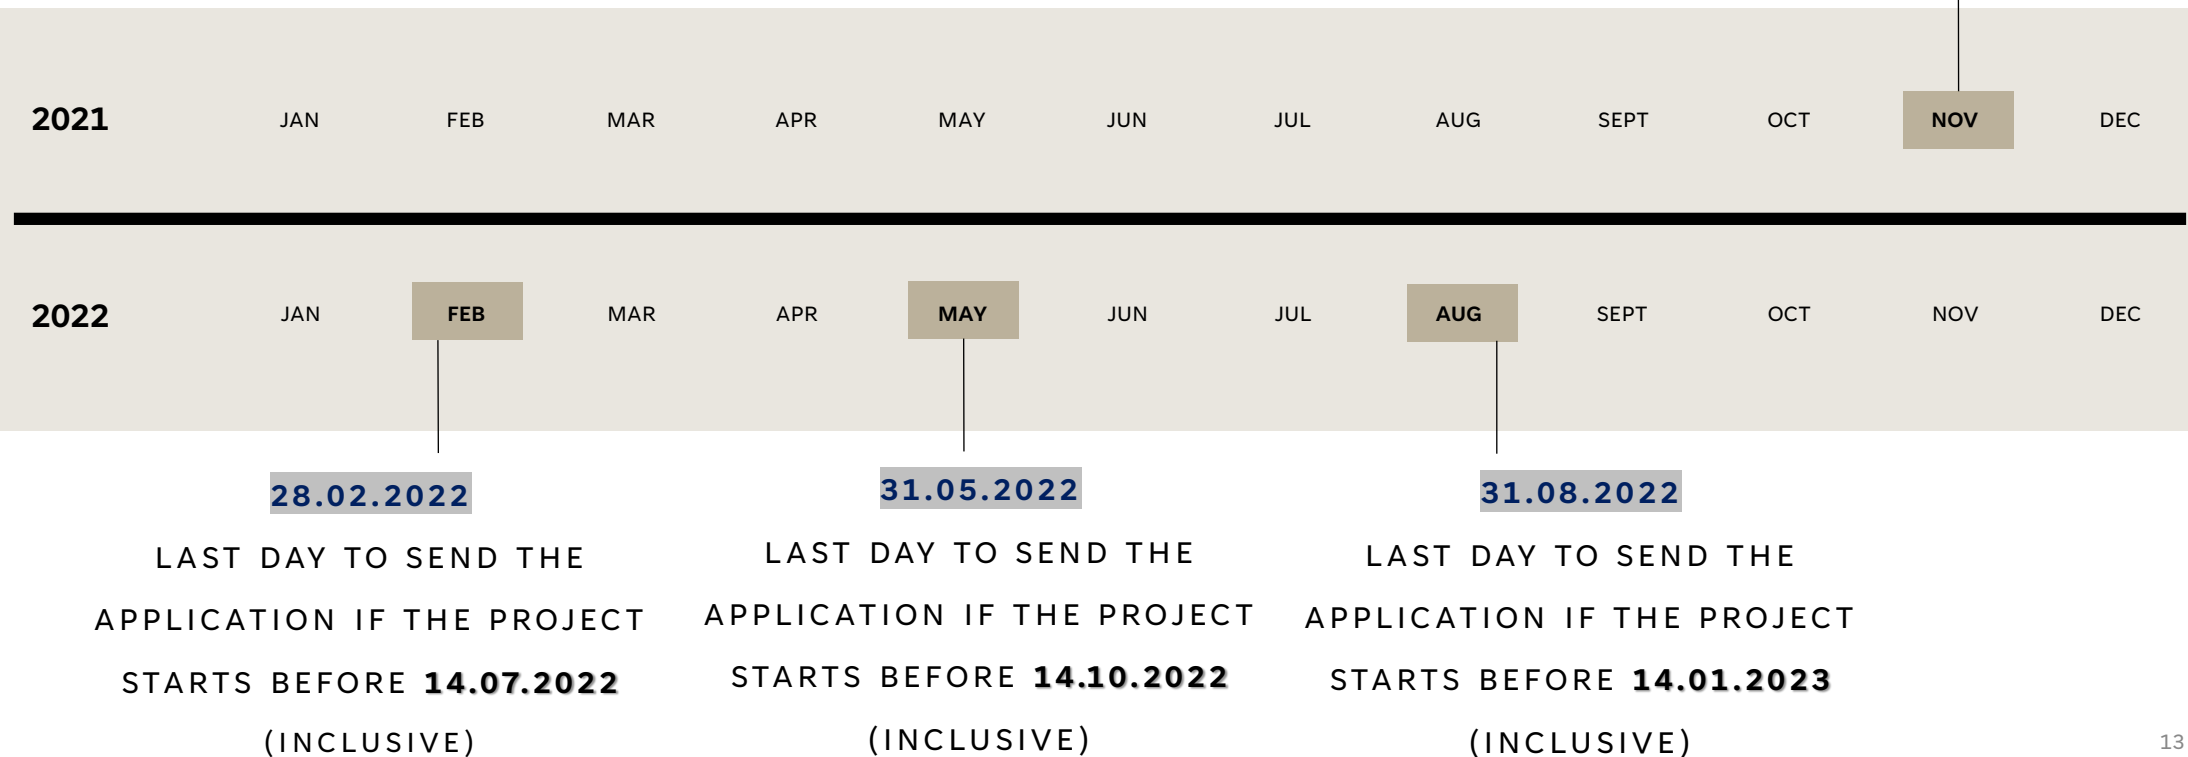 2021 JAN FEB MAR APR MAY JUN JUL AUG SEPT OCT NOV DEC
2022 JAN FEB MAR APR MAY JUN JUL AUG SEPT OCT NOV DEC
28.02.2022
LAST DAY TO SEND THE
APPLICATION IF THE PROJECT
STARTS BEFORE 14.07.2022
(INCLUSIVE)
31.05.2022
LAST DAY TO SEND THE
APPLICATION IF THE PROJECT
STARTS BEFORE 14.10.2022
(INCLUSIVE)
31.08.2022
LAST DAY TO SEND THE
APPLICATION IF THE PROJECT
STARTS BEFORE 14.01.2023
(INCLUSIVE)
13